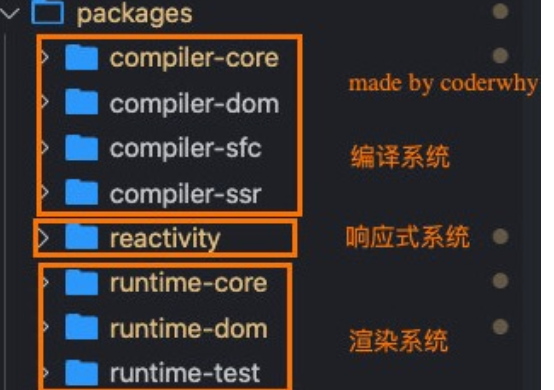 packages
compiler-core
made by coderwhy
compiler-dom
compiler-sfc
编译系统
compiler-ssr
reactivity
响应式系统
runtime-core
runtime-dom
渲染系统
runtime-test